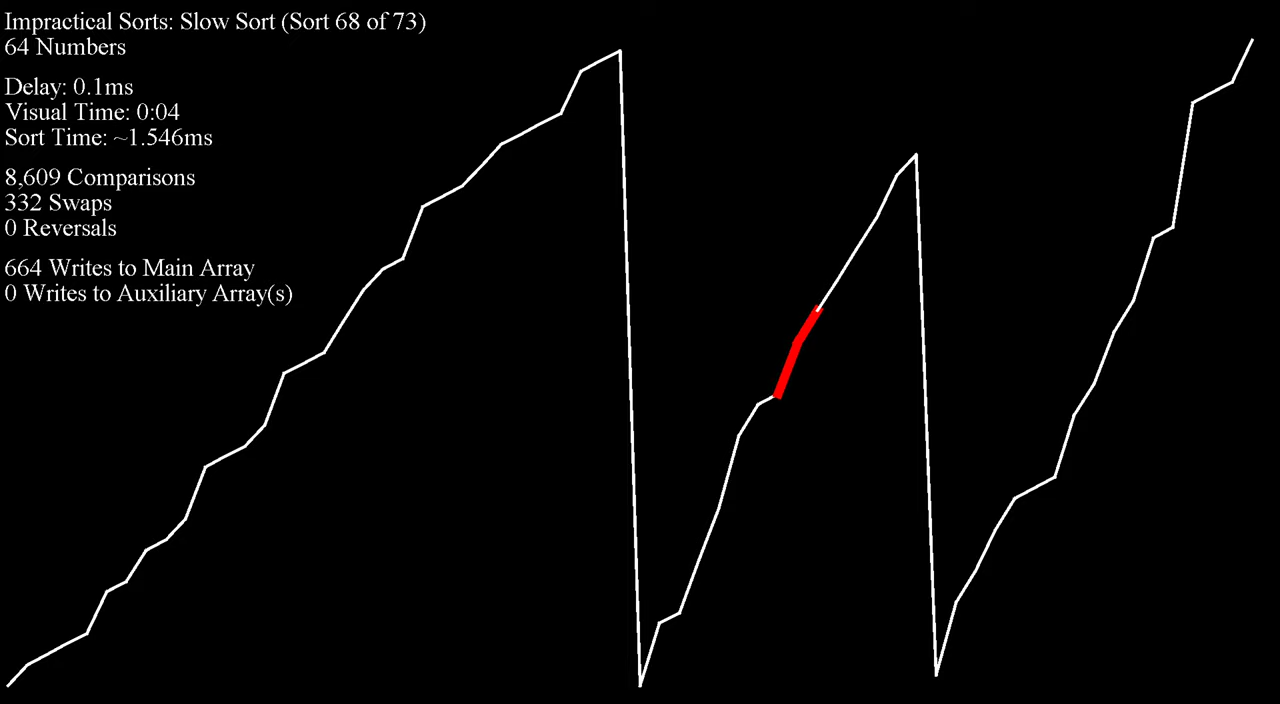 Impractical Sorts: Slow Sort (Sort 68 of 73)
64 Numbers
Delay: 0.1ms
Visual Time: 0:04
Sort Time: ~1.546ms
8,609 Comparisons
332 Swaps
0 Reversals
664 Writes to Main Array
0 Writes to Auxiliary Array(s)